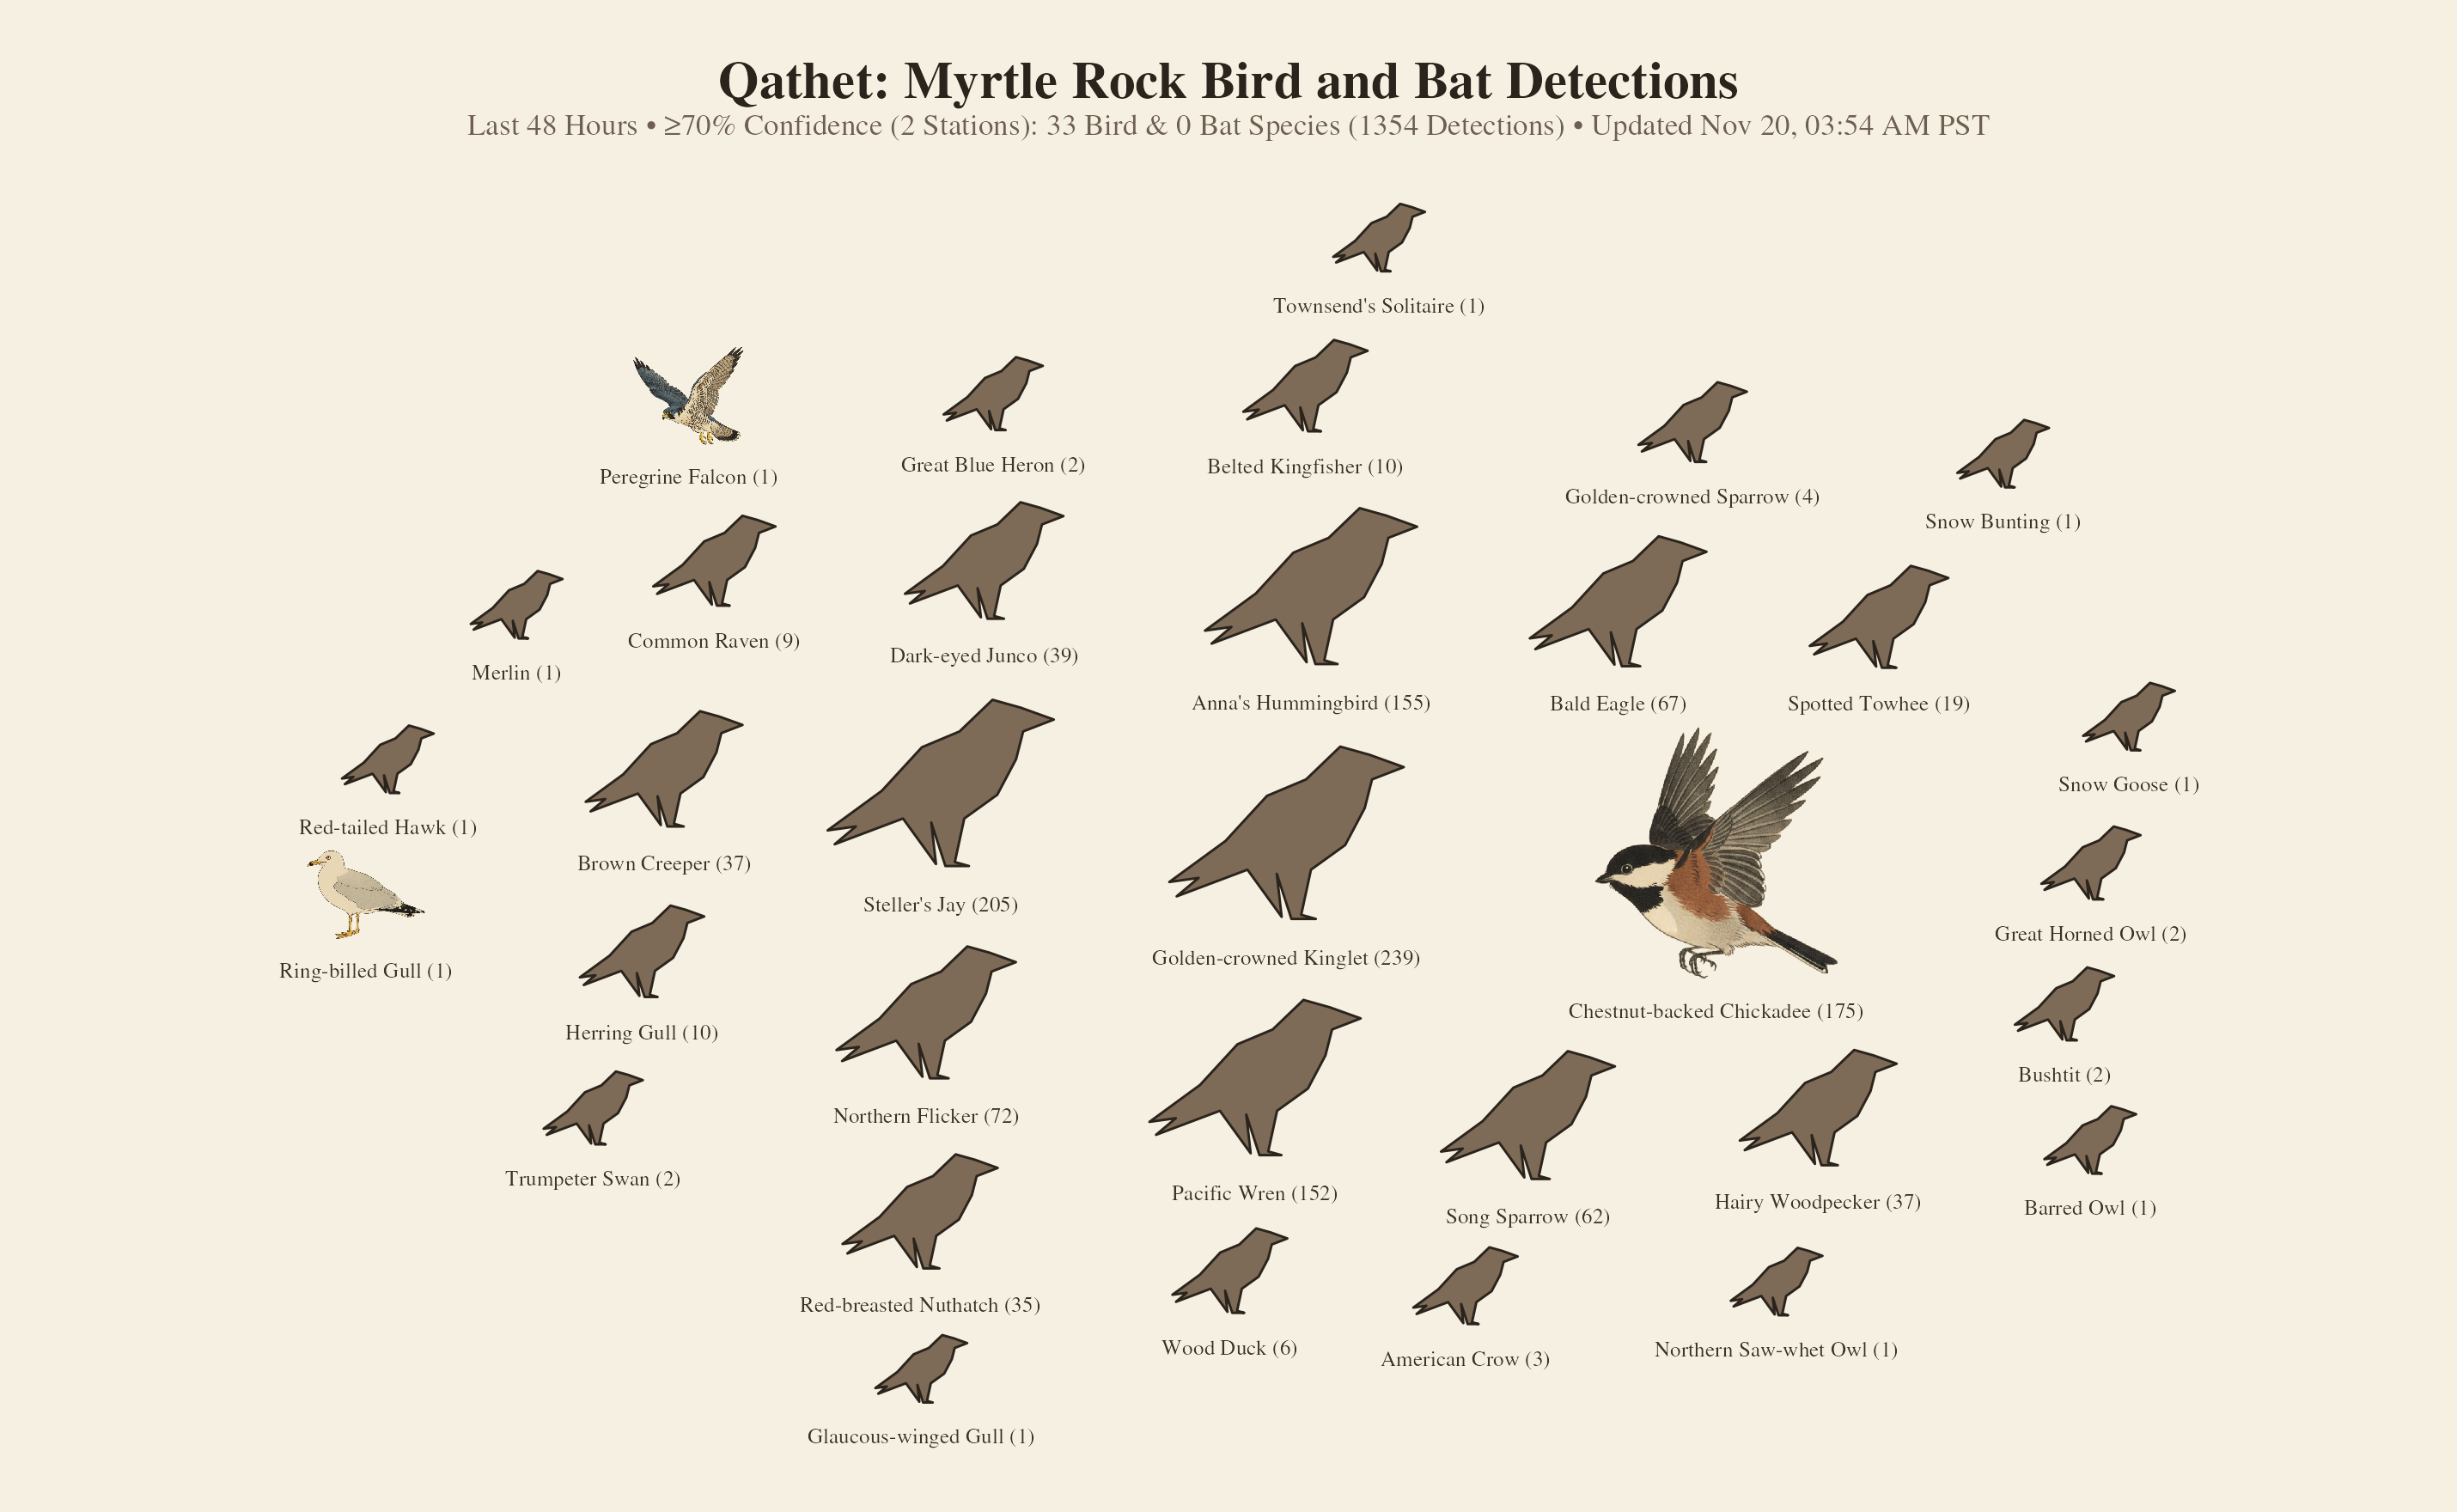 Qathet: Myrtle Rock Bird and Bat Detections
Last 48 Hours • ≥70% Confidence (2 Stations): 33 Bird & 0 Bat Species (1354 Detections) • Updated Nov 20, 03:54 AM PST
Townsend's Solitaire (1)
Peregrine Falcon (1)
Great Blue Heron (2)
Belted Kingfisher (10)
Golden-crowned Sparrow (4)
Snow Bunting (1)
Merlin (1)
Common Raven (9)
Dark-eyed Junco (39)
Anna's Hummingbird (155)
Bald Eagle (67)
Spotted Towhee (19)
Snow Goose (1)
Red-tailed Hawk (1)
Brown Creeper (37)
Steller's Jay (205)
Golden-crowned Kinglet (239)
Chestnut-backed Chickadee (175)
Great Horned Owl (2)
Ring-billed Gull (1)
Herring Gull (10)
Northern Flicker (72)
Bushtit (2)
Trumpeter Swan (2)
Pacific Wren (152)
Song Sparrow (62)
Hairy Woodpecker (37)
Barred Owl (1)
Red-breasted Nuthatch (35)
Wood Duck (6)
American Crow (3)
Northern Saw-whet Owl (1)
Glaucous-winged Gull (1)